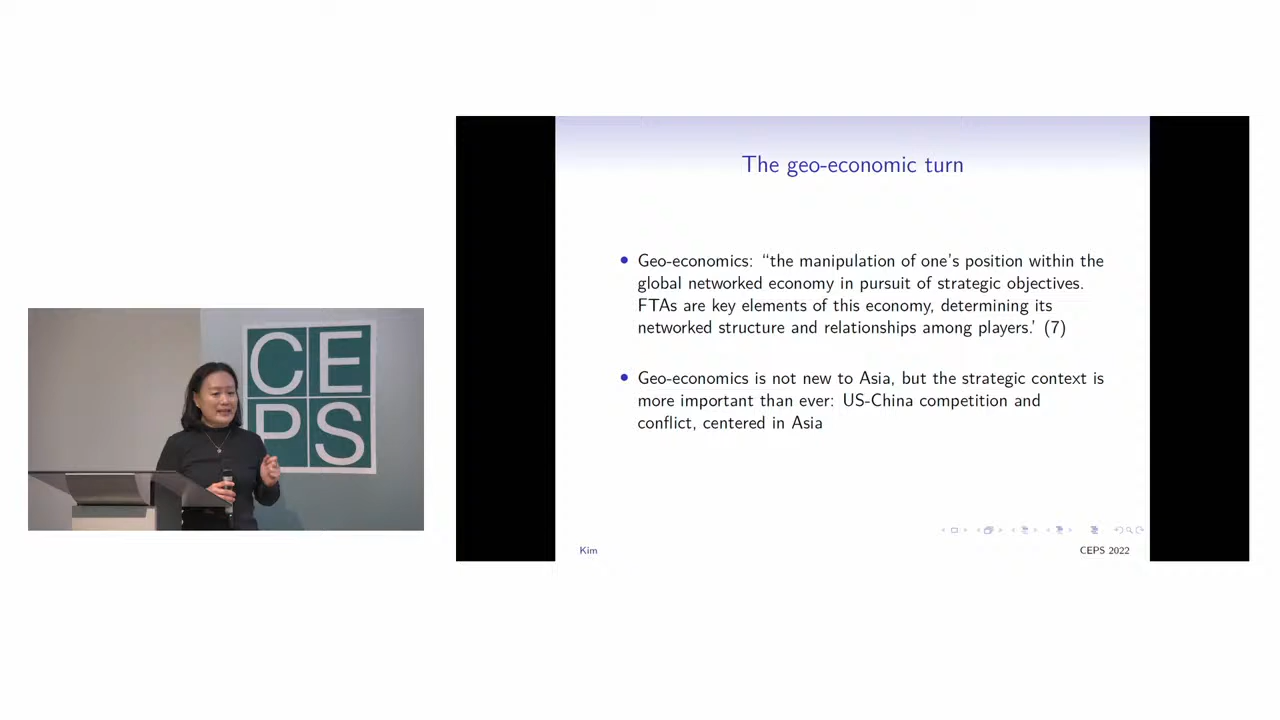 CE
PS
The geo-economic turn
Geo-economics: “the manipulation of one’s position within the
global networked economy in pursuit of strategic objectives.
FTAs are key elements of this economy, determining its
networked structure and relationships among players.’ (7)
Geo-economics is not new to Asia, but the strategic context is
more important than ever: US-China competition and
conflict, centered in Asia
Kim
CEPS 2022